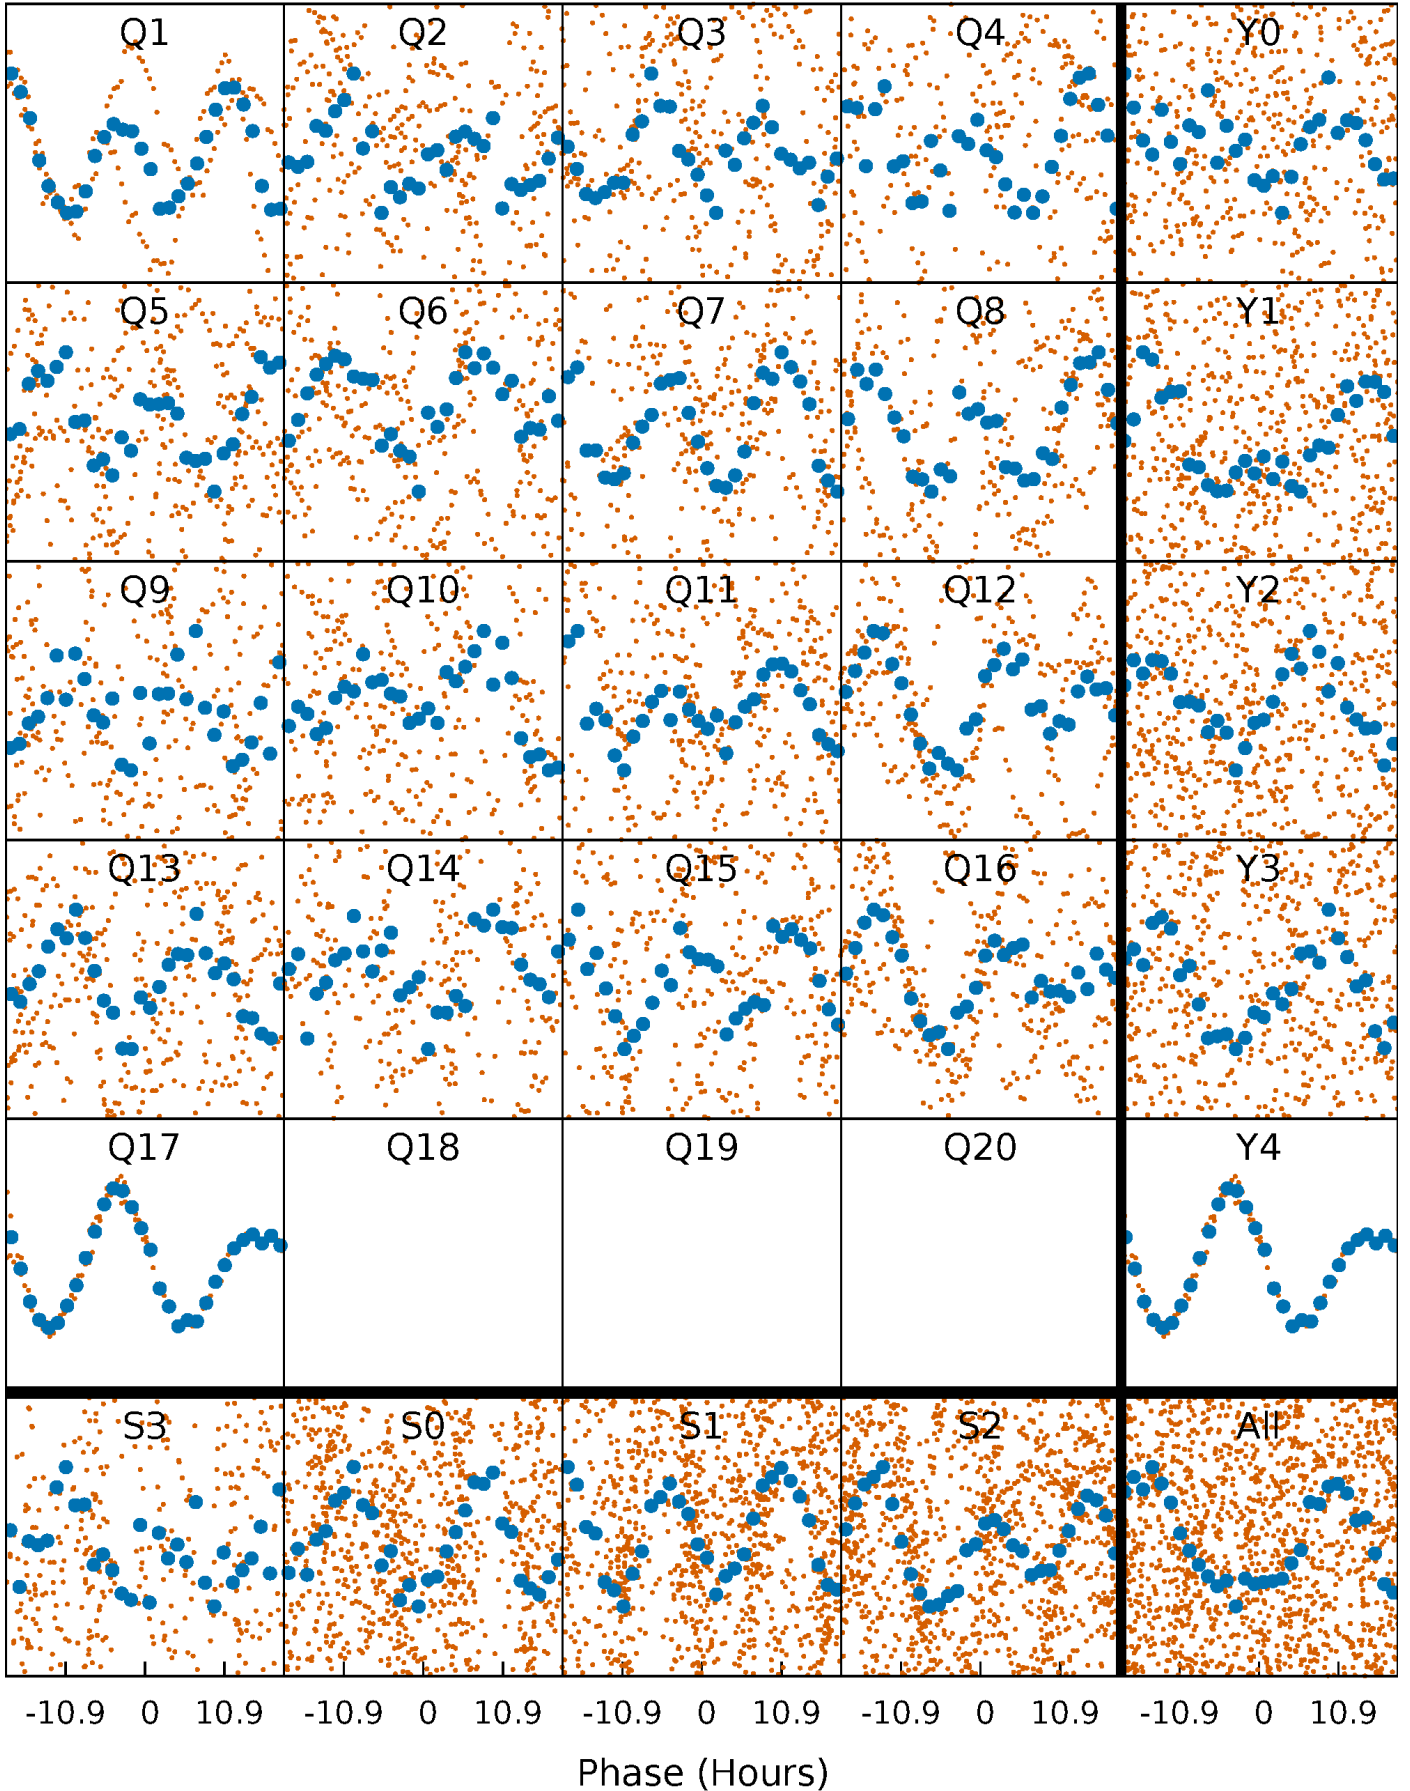 Q1 Q2 Q3 Q4 Y0
Q5 Q6 Q7 Q8 Y1
Q9 Q10 Q11 Q12 Y2
Q13 Q14 Q15 Q16 Y3
Q17 Q18 Q19 Q20 Y4
S3 S0 S1 S2 All
-10.9 0 10.9 -10.9 0 10.9 -10.9 0 10.9 -10.9 0 10.9 -10.9 0 10.9
Phase (Hours)